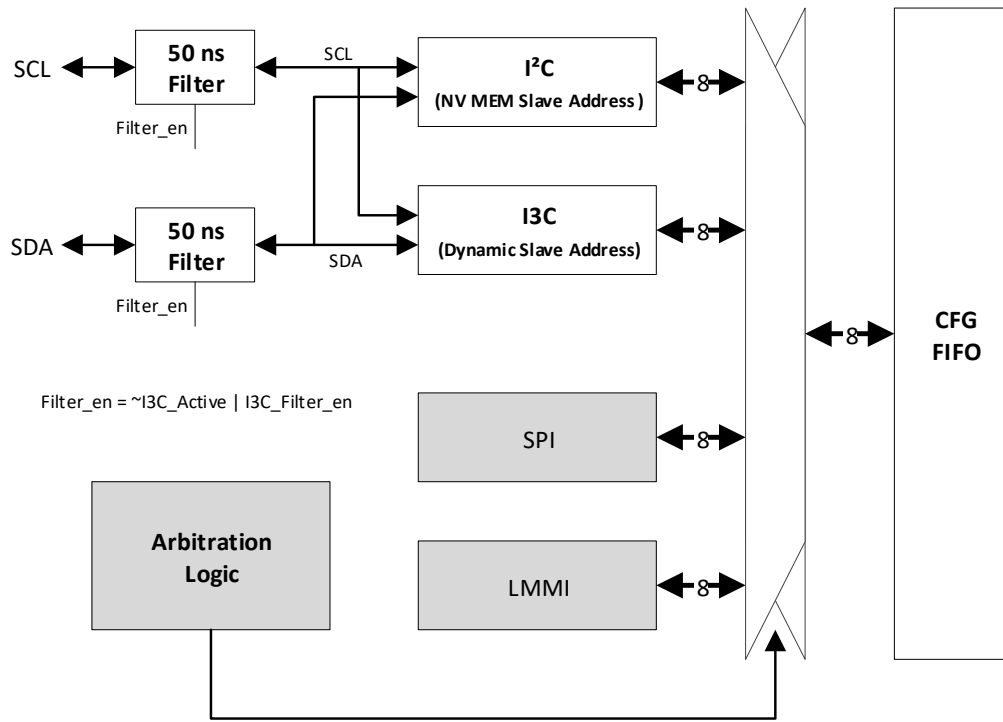 SCL
50 ns
Filter
Filter_en
SCL
I²C
(NV MEM Slave Address)
8
SDA
50 ns
Filter
Filter_en
SDA
I3C
(Dynamic Slave Address)
8
8
CFG
FIFO
Filter_en = ~I3C_Active | I3C_Filter_en
SPI
8
Arbitration
Logic
LMMI
8